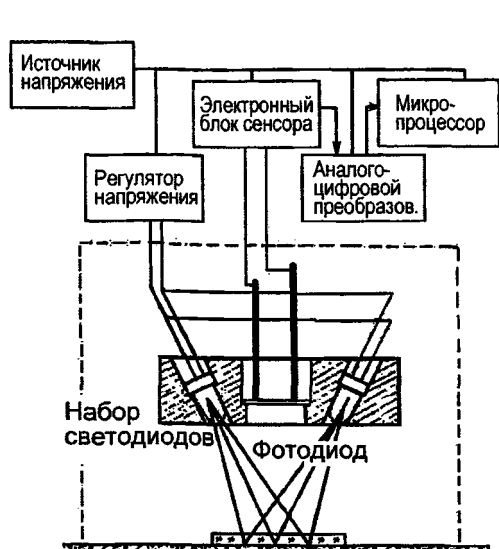 Источник
напряжения
Электронный
блок сенсора
Микро-
процессор
Регулятор
напряжения
Аналого-
цифровой
преобразов.
Набор
светодиодов
Фотодиод